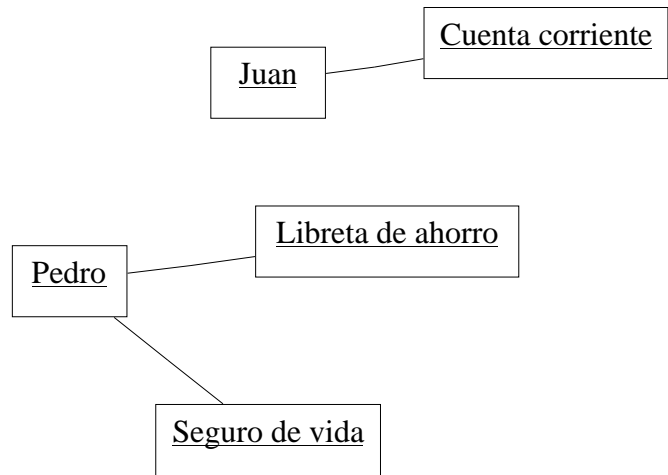 Cuenta corriente
Juan
Libreta de ahorro
Pedro
Seguro de vida